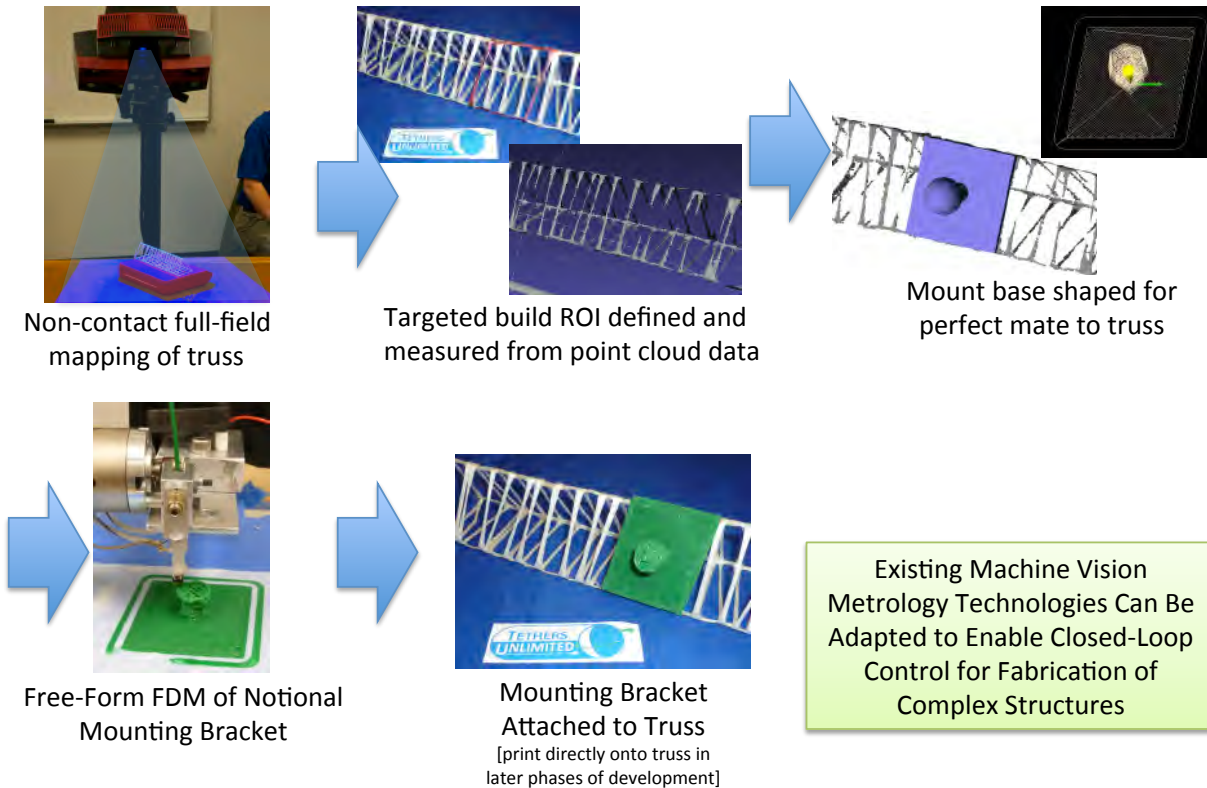 TETHERS
UNLIMITED
Non-contact full-field
mapping of truss
Targeted build ROI defined and
measured from point cloud data
Mount base shaped for
perfect mate to truss
TETHERS
UNLIMITED
Free-Form FDM of Notional
Mounting Bracket
Mounting Bracket
Attached to Truss
[print directly onto truss in
later phases of development]
Existing Machine Vision
Metrology Technologies Can Be
Adapted to Enable Closed-Loop
Control for Fabrication of
Complex Structures